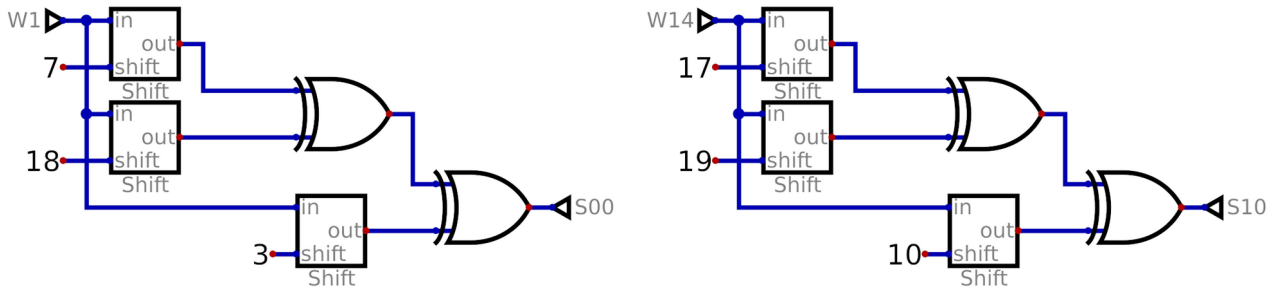 W1 in W14 in
out out
7 shift 17 shift
Shift Shift
in in
out out
18 shift 19 shift
Shift Shift
in S00 in S10
out out
3 shift 10 shift
Shift Shift